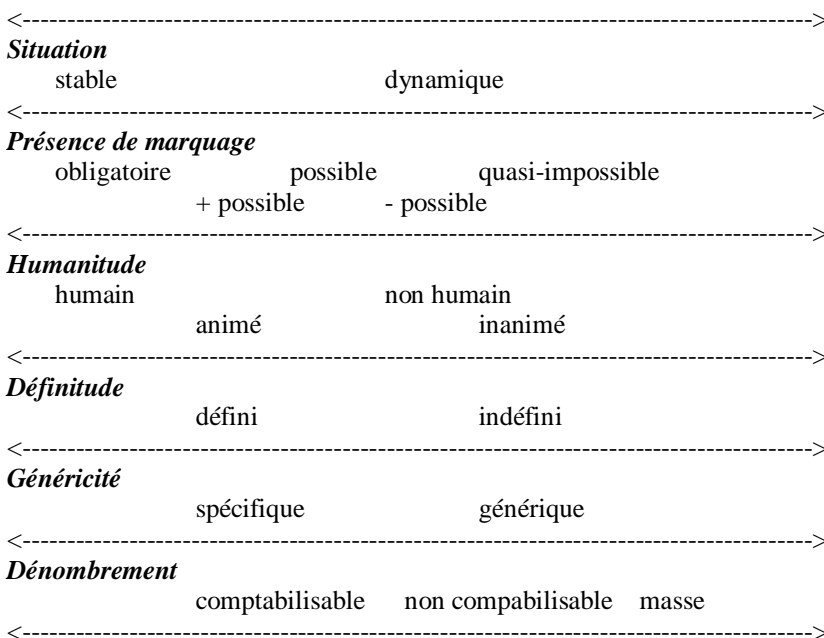 <---------------------------------------------------------------------------------------->
Situation
stable dynamique
<---------------------------------------------------------------------------------------->
Présence de marquage
obligatoire possible quasi-impossible
+ possible - possible
<---------------------------------------------------------------------------------------->
Humanitude
humain non humain
animé inanimé
<---------------------------------------------------------------------------------------->
Définitude
défini indéfini
<---------------------------------------------------------------------------------------->
Généricité
spécifique générique
<---------------------------------------------------------------------------------------->
Dénombrement
comptabilisable non compabilisable masse
<---------------------------------------------------------------------------------------->